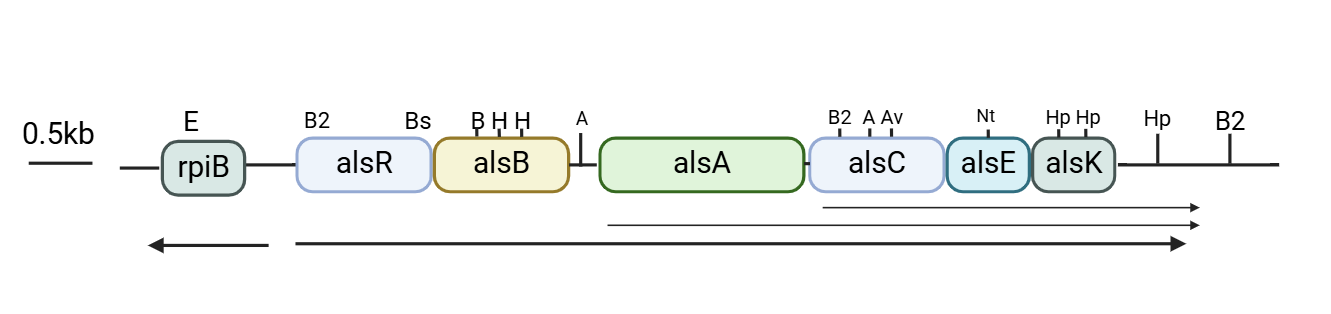 0.5kb
E B2 Bs B H H A B2 A Av Nt Hp Hp Hp B2
rpiB alsR alsB alsA alsC alsE alsK